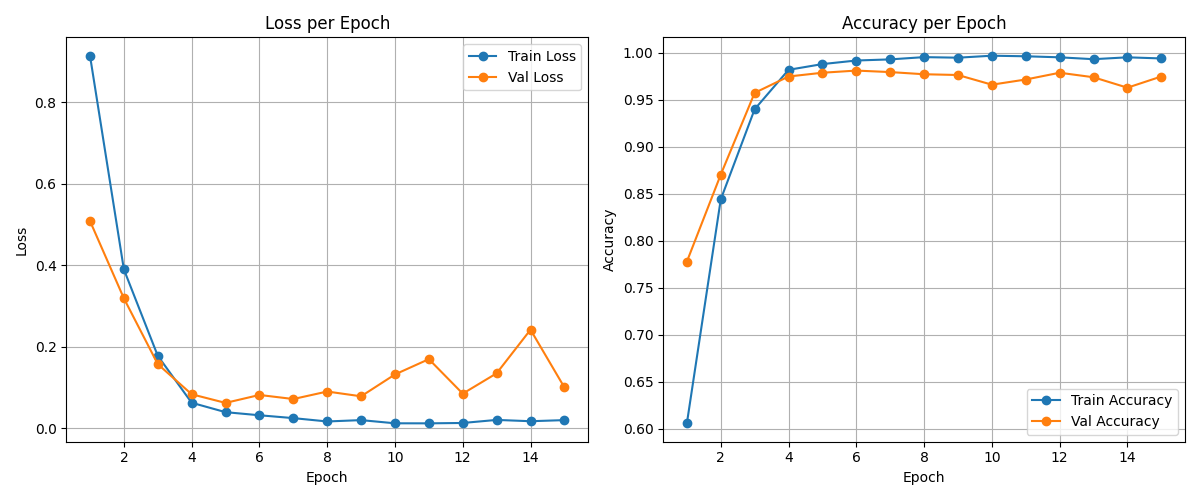 Loss per Epoch
Train Loss
Val Loss
0.8
0.6
0.4
0.2
0.0
Loss
2 4 6 8 10 12 14
Epoch
Accuracy per Epoch
1.00
0.95
0.90
0.85
0.80
0.75
0.70
0.65
0.60
Accuracy
Train Accuracy
Val Accuracy
2 4 6 8 10 12 14
Epoch